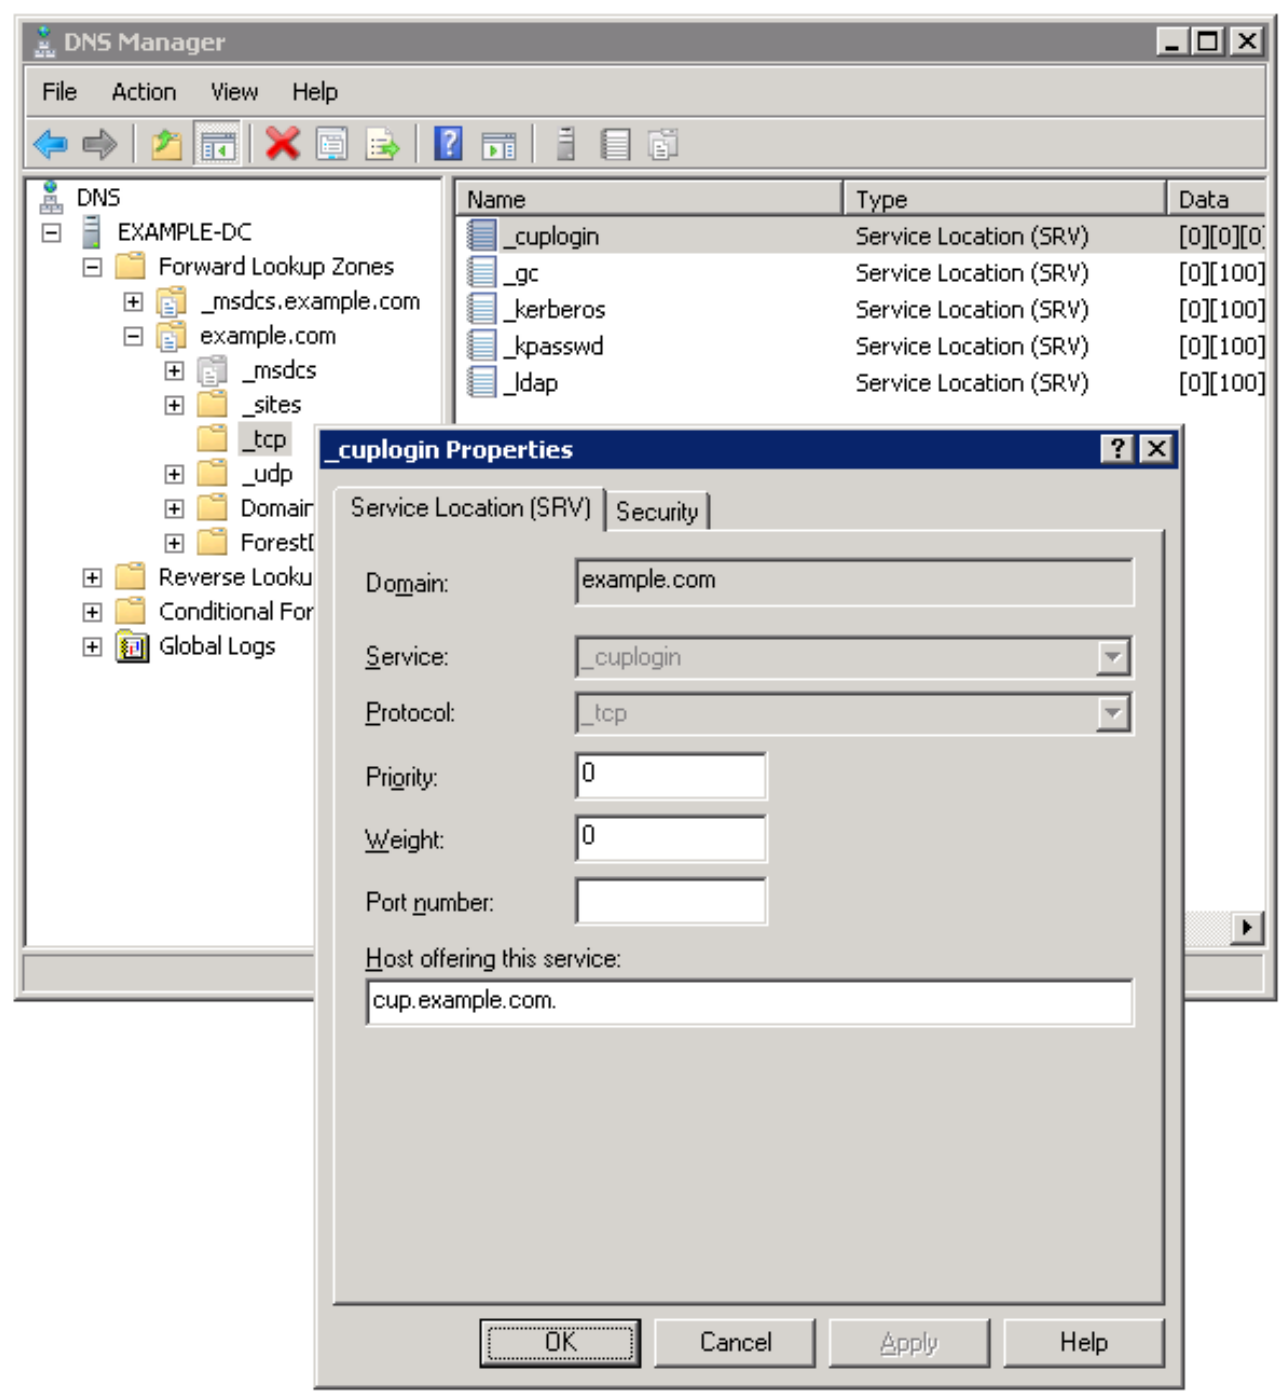 DNS Manager
File Action View Help
DNS
EXAMPLE-DC
Forward Lookup Zones
_msdcs.example.com
example.com
_msdcs
_sites
_tcp
_udp
Domain
ForestD
Reverse Looku
Conditional For
Global Logs
Name Type Data
_cuplogin Service Location (SRV) [0][0][0]
_gc Service Location (SRV) [0][100]
_kerberos Service Location (SRV) [0][100]
_kpasswd Service Location (SRV) [0][100]
_ldap Service Location (SRV) [0][100]
_cuplogin Properties
Service Location (SRV) Security
Domain: example.com
Service: _cuplogin
Protocol: _tcp
Priority: 0
Weight: 0
Port number:
Host offering this service:
cup.example.com.
OK Cancel Apply Help